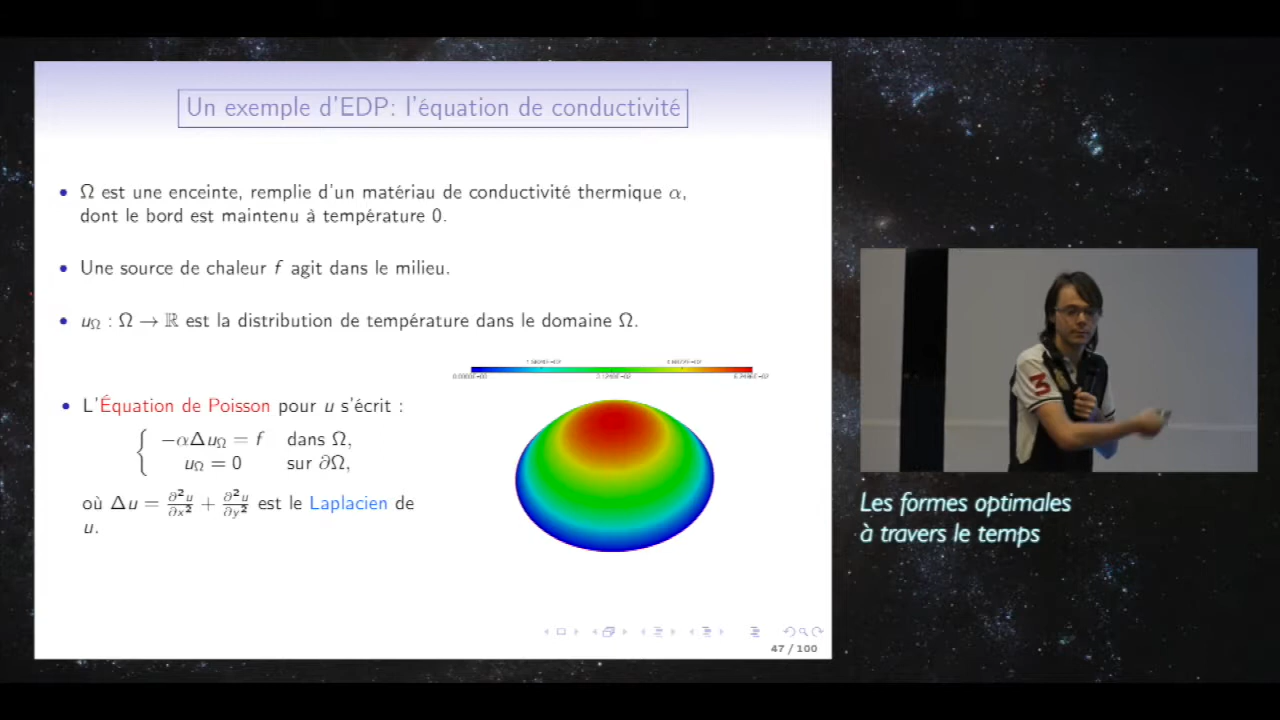 Un exemple d'EDP: l'équation de conductivité
• Ω est une enceinte, remplie d'un matériau de conductivité thermique α,
dont le bord est maintenu à température 0.
• Une source de chaleur f agit dans le milieu.
• u_Ω : Ω → ℝ est la distribution de température dans le domaine Ω.
• L'Équation de Poisson pour u s'écrit :
{ −αΔu_Ω = f dans Ω,
u_Ω = 0 sur ∂Ω,
où Δu = ∂²u/∂x² + ∂²u/∂y² est le Laplacien de
u.
47 / 100
3
Les formes optimales
à travers le temps